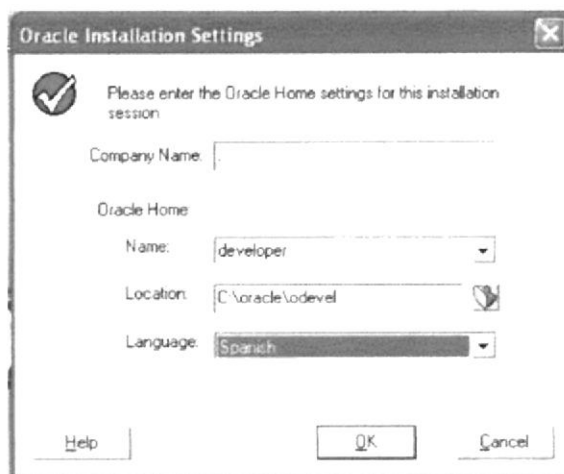 Oracle Installation Settings
Please enter the Oracle Home settings for this installation
session
Company Name: .
Oracle Home
Name: developer
Location: C:\oracle\odevel
Language: Spanish
Help OK Cancel